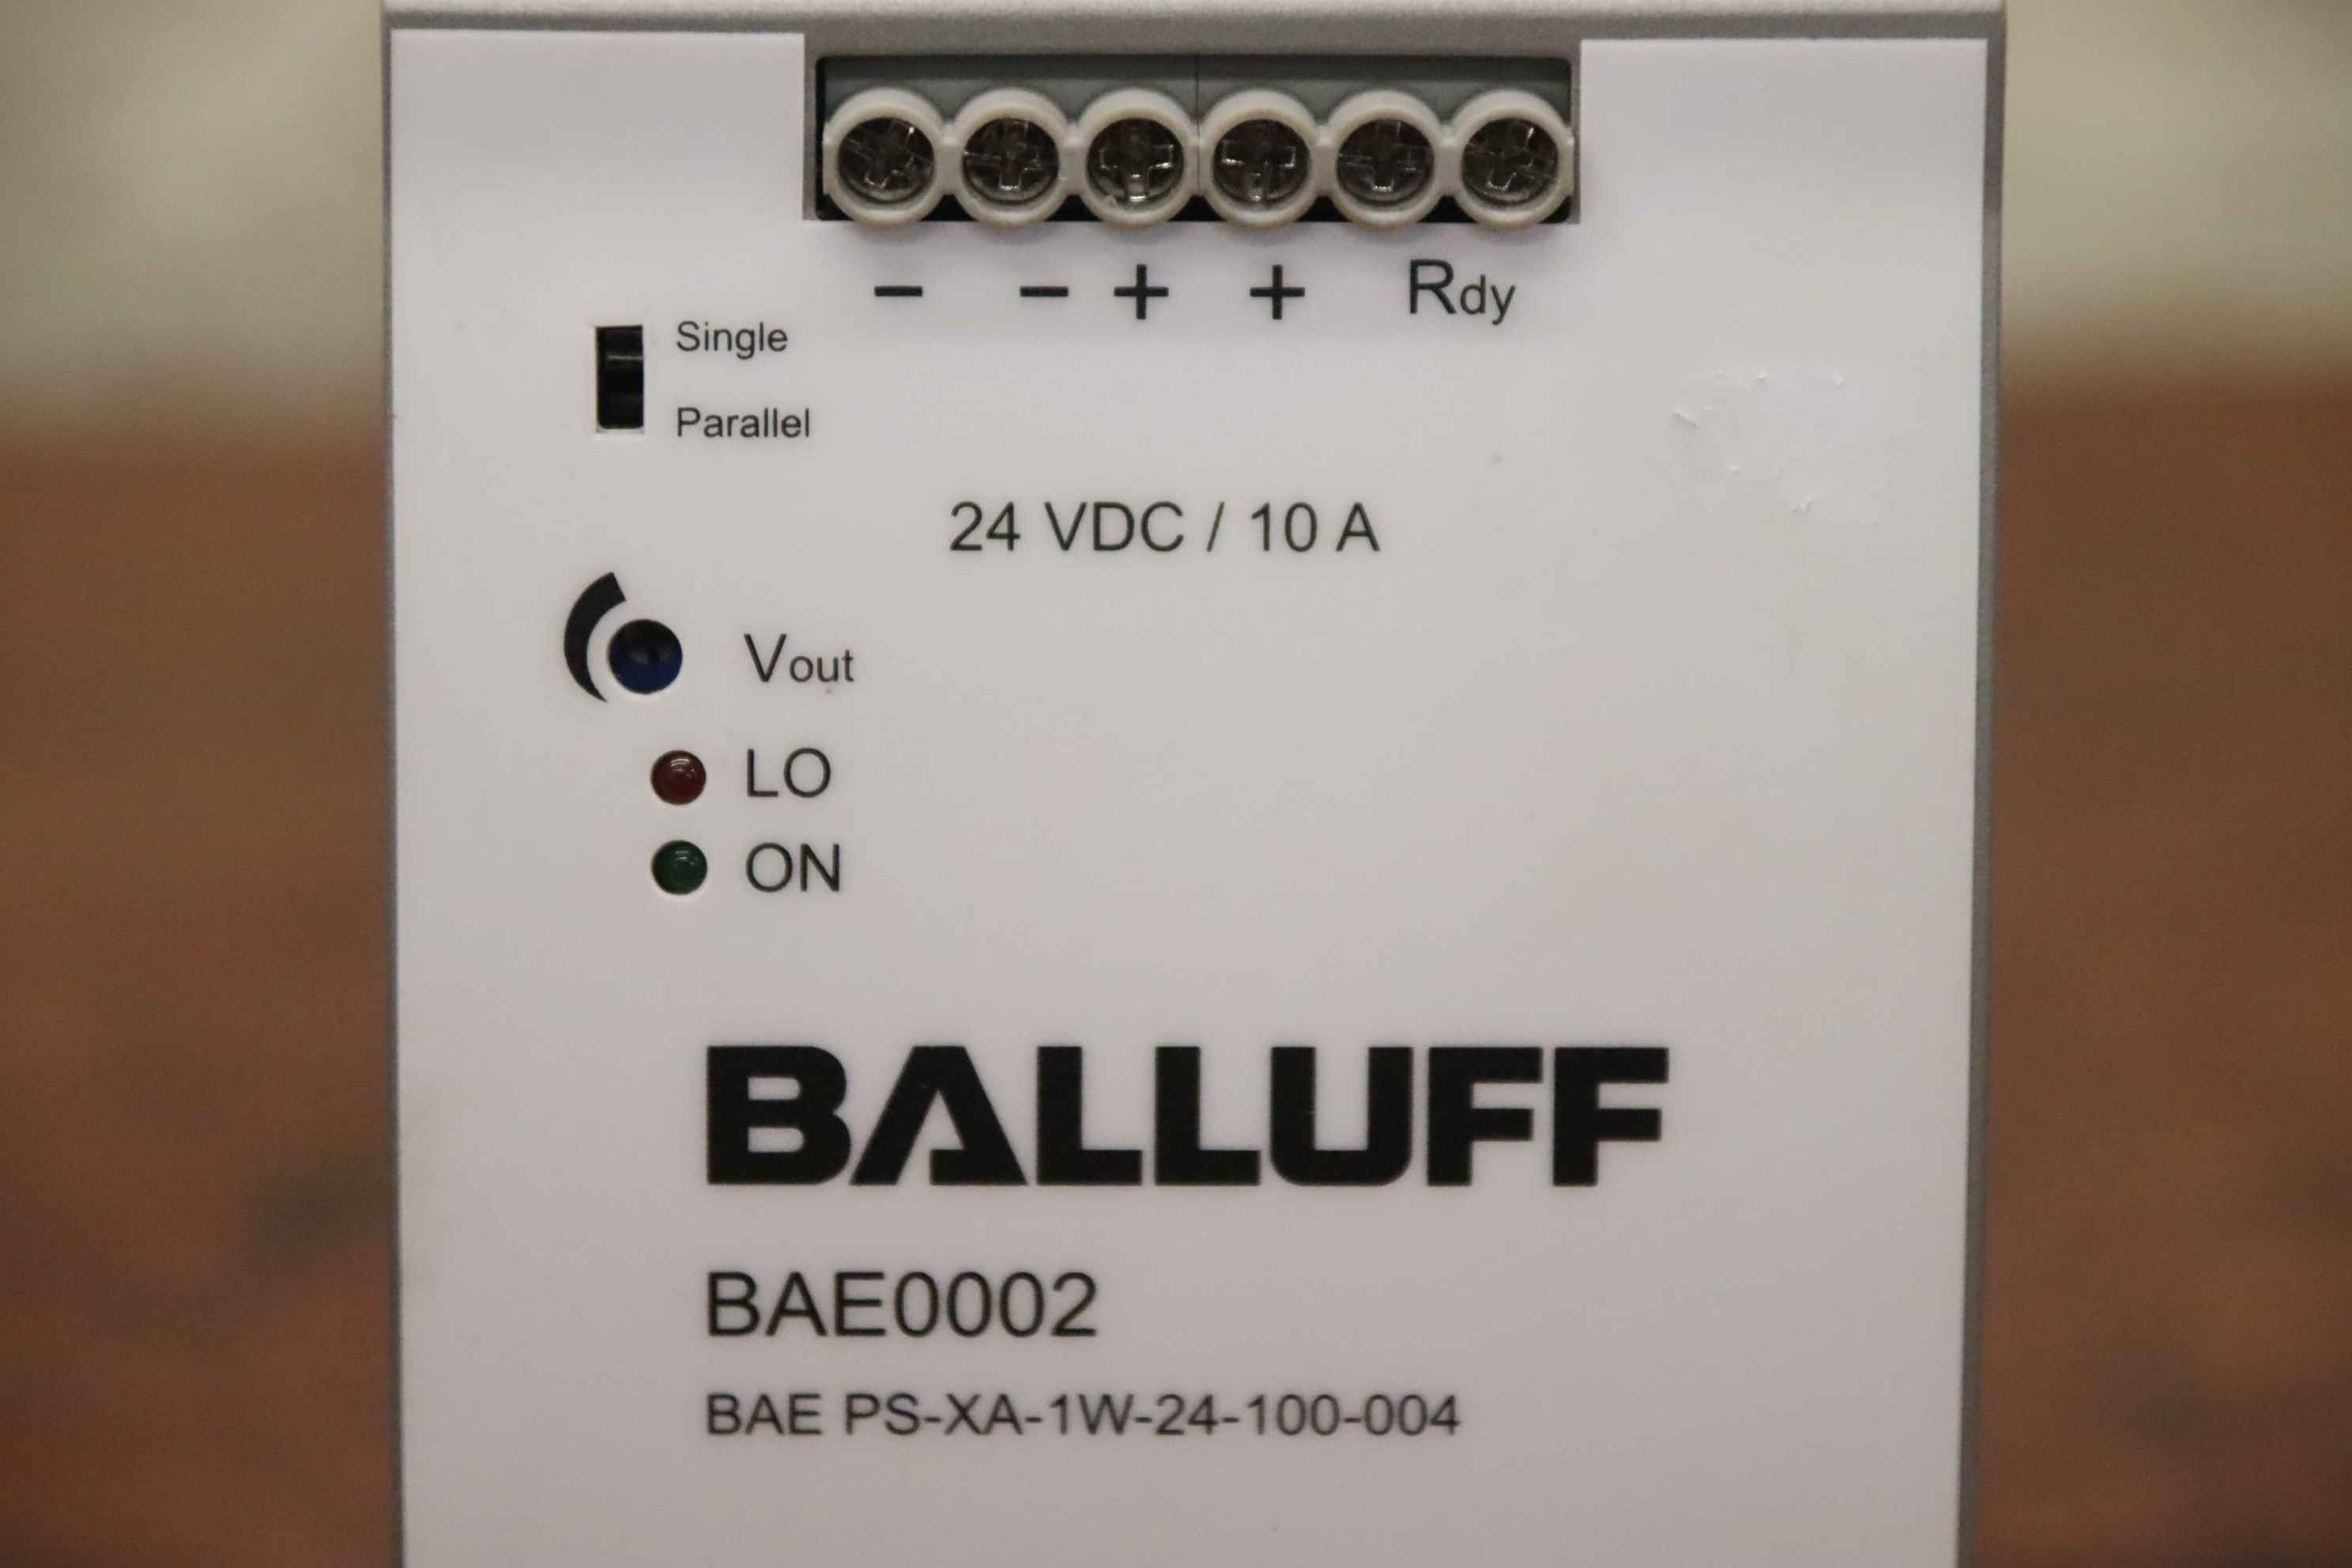 − − + + Rdy
Single
Parallel
24 VDC / 10 A
Vout
LO
ON
BALLUFF
BAE0002
BAE PS-XA-1W-24-100-004